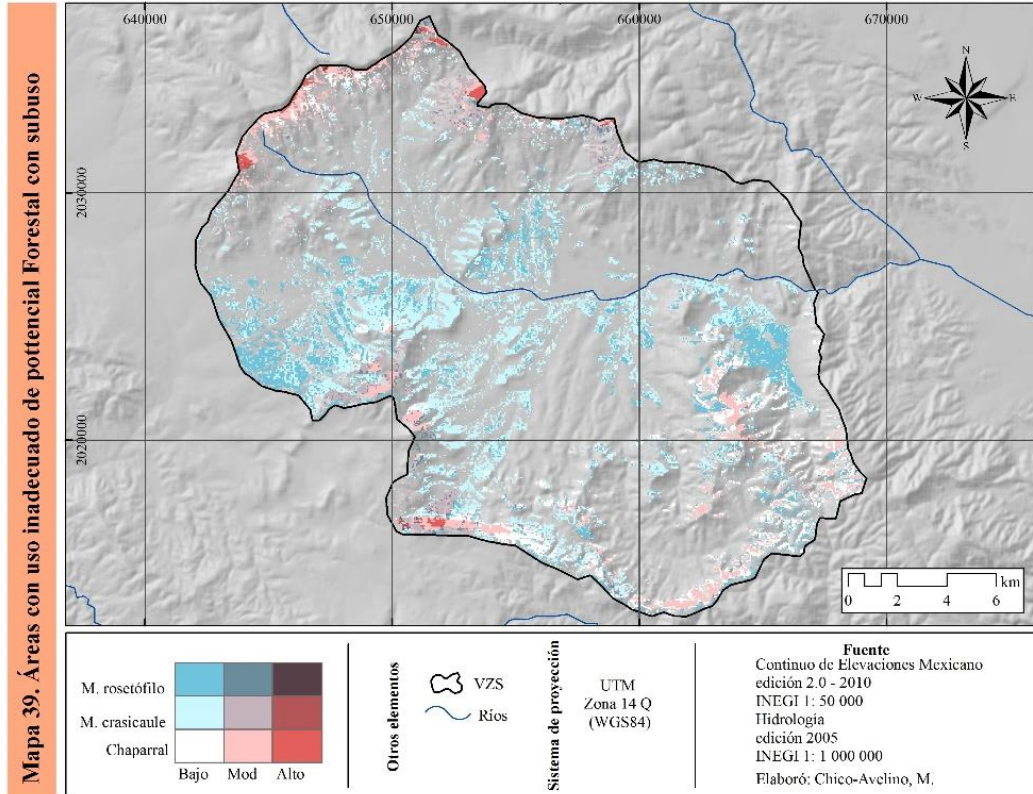 Mapa 39. Áreas con uso inadecuado de pottencial Forestal con subuso
640000 650000 660000 670000
2030000
2020000
N
W E
S
km
0 2 4 6
M. rosetófilo
M. crasicaule
Chaparral
Bajo Mod Alto
Otros elementos
VZS
Ríos
Sistema de proyección
UTM
Zona 14 Q
(WGS84)
Fuente
Continuo de Elevaciones Mexicano
edición 2.0 - 2010
INEGI 1: 50 000
Hidrología
edición 2005
INEGI 1: 1 000 000
Elaboró: Chico-Avelino, M.